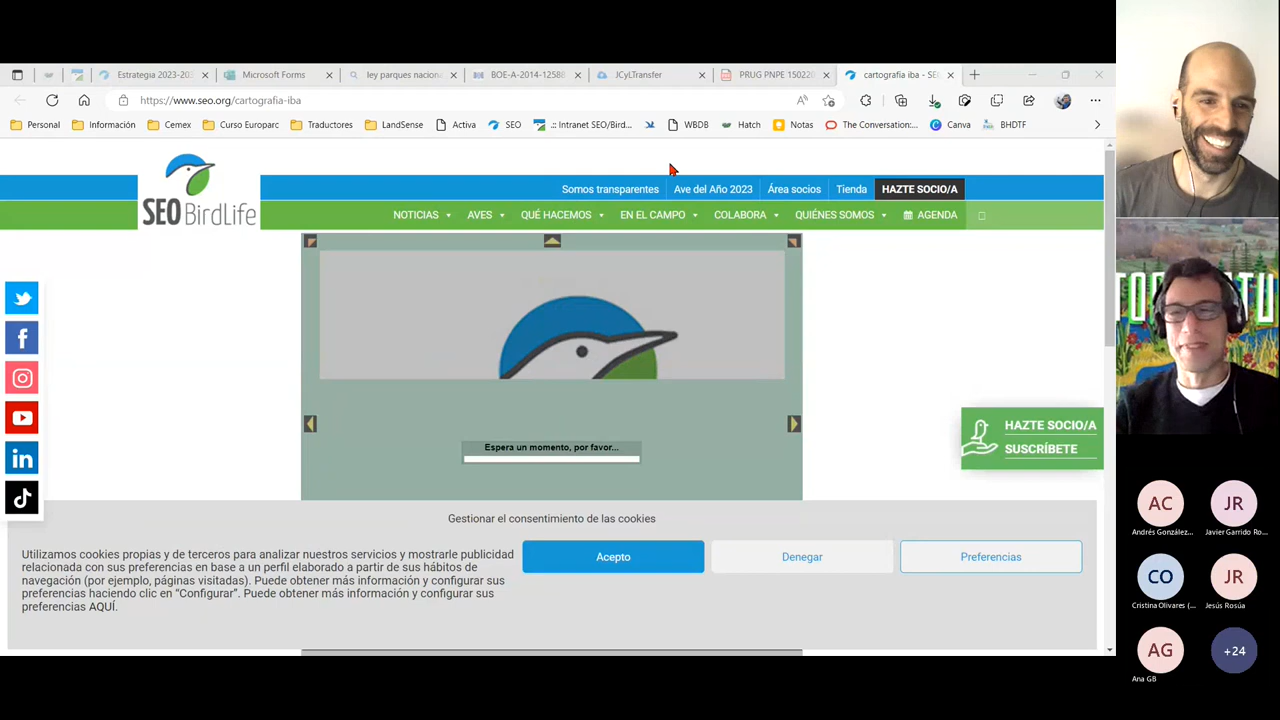 Estrategia 2023-203
Microsoft Forms
ley parques nacion
BOE-A-2014-12588
JCyLTransfer
PRUG PNPE 150220
cartografia iba - SE
https://www.seo.org/cartografia-iba
Personal
Información
Cemex
Curso Europarc
Traductores
LandSense
Activa
SEO
.:: Intranet SEO/Bird...
WBDB
Hatch
Notas
The Conversation:...
Canva
BHDTF
Somos transparentes
Ave del Año 2023
Área socios
Tienda
HAZTE SOCIO/A
SEO BirdLife
NOTICIAS
AVES
QUÉ HACEMOS
EN EL CAMPO
COLABORA
QUIÉNES SOMOS
AGENDA
Espera un momento, por favor...
HAZTE SOCIO/A
SUSCRÍBETE
Gestionar el consentimiento de las cookies
Utilizamos cookies propias y de terceros para analizar nuestros servicios y mostrarle publicidad
relacionada con sus preferencias en base a un perfil elaborado a partir de sus hábitos de
navegación (por ejemplo, páginas visitadas). Puede obtener más información y configurar sus
preferencias haciendo clic en "Configurar". Puede obtener más información y configurar sus
preferencias AQUÍ.
Acepto
Denegar
Preferencias
AC
Andrés González...
JR
Javier Garrido Ro...
CO
Cristina Olivares (...
JR
Jesús Rosúa
AG
Ana GB
+24